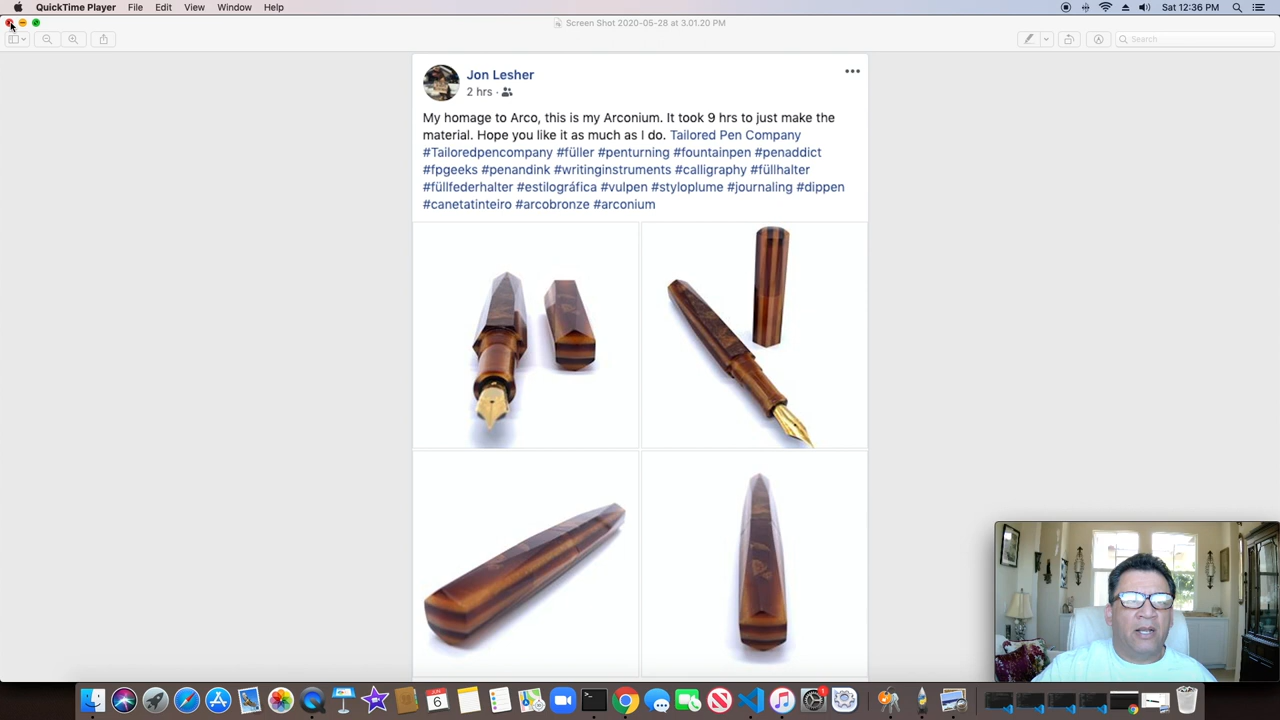 QuickTime Player File Edit View Window Help
Sat 12:36 PM
Screen Shot 2020-05-28 at 3.01.20 PM
Search
Jon Lesher
2 hrs ·
My homage to Arco, this is my Arconium. It took 9 hrs to just make the
material. Hope you like it as much as I do. Tailored Pen Company
#Tailoredpencompany #füller #penturning #fountainpen #penaddict
#fpgeeks #penandink #writinginstruments #calligraphy #füllhalter
#füllfederhalter #estilográfica #vulpen #styloplume #journaling #dippen
#canetatinteiro #arcobronze #arconium
JUN
6
1